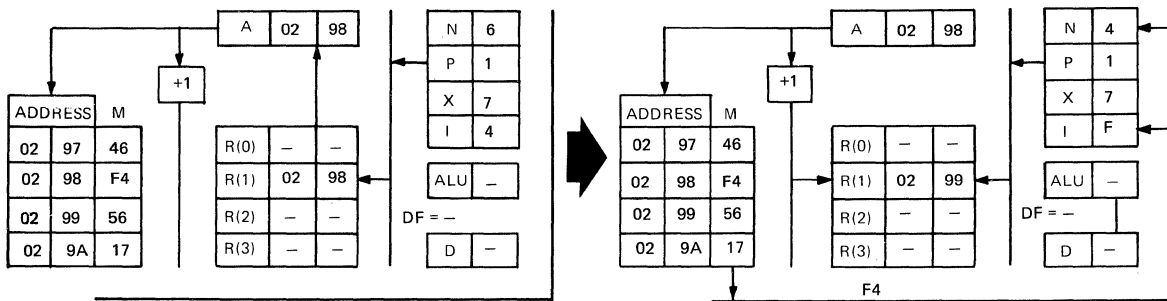 A 02 98
+1
N 6
P 1
X 7
I 4
ADDRESS M
02 97 46
02 98 F4
02 99 56
02 9A 17
R(0) – –
R(1) 02 98
R(2) – –
R(3) – –
ALU –
DF = –
D –
A 02 98
+1
N 4
P 1
X 7
I F
ADDRESS M
02 97 46
02 98 F4
02 99 56
02 9A 17
R(0) – –
R(1) 02 99
R(2) – –
R(3) – –
ALU –
DF = –
D –
F4